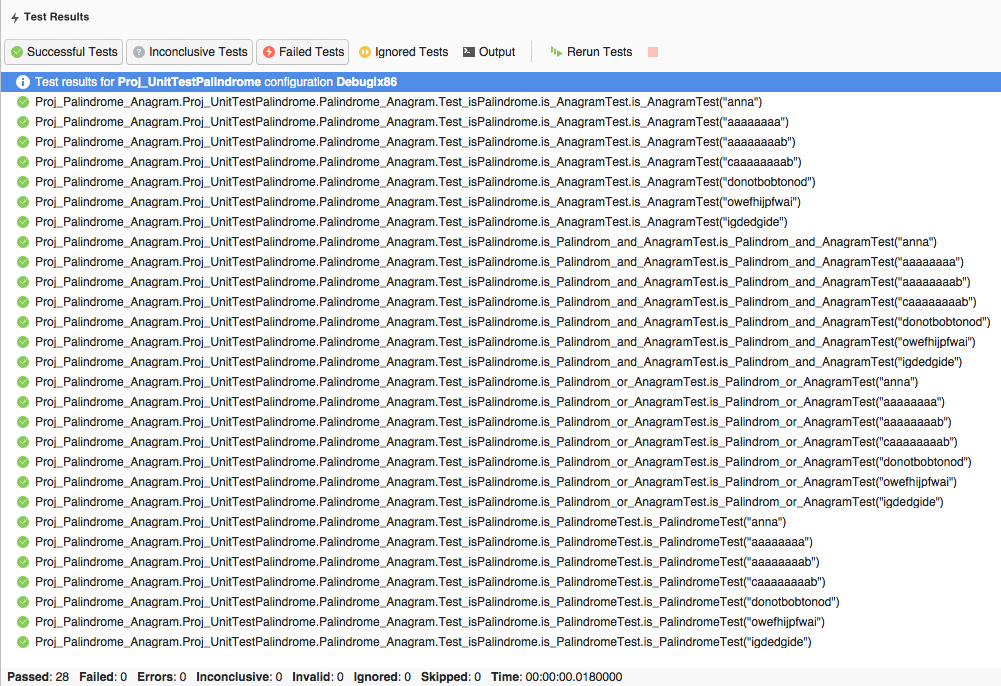 Test Results
Successful Tests Inconclusive Tests Failed Tests Ignored Tests Output Rerun Tests
Test results for Proj_UnitTestPalindrome configuration Debug|x86
Proj_Palindrome_Anagram.Proj_UnitTestPalindrome.Palindrome_Anagram.Test_isPalindrome.is_AnagramTest.is_AnagramTest("anna")
Proj_Palindrome_Anagram.Proj_UnitTestPalindrome.Palindrome_Anagram.Test_isPalindrome.is_AnagramTest.is_AnagramTest("aaaaaaaa")
Proj_Palindrome_Anagram.Proj_UnitTestPalindrome.Palindrome_Anagram.Test_isPalindrome.is_AnagramTest.is_AnagramTest("aaaaaaaab")
Proj_Palindrome_Anagram.Proj_UnitTestPalindrome.Palindrome_Anagram.Test_isPalindrome.is_AnagramTest.is_AnagramTest("caaaaaaaab")
Proj_Palindrome_Anagram.Proj_UnitTestPalindrome.Palindrome_Anagram.Test_isPalindrome.is_AnagramTest.is_AnagramTest("donotbobtonod")
Proj_Palindrome_Anagram.Proj_UnitTestPalindrome.Palindrome_Anagram.Test_isPalindrome.is_AnagramTest.is_AnagramTest("owefhijpfwai")
Proj_Palindrome_Anagram.Proj_UnitTestPalindrome.Palindrome_Anagram.Test_isPalindrome.is_AnagramTest.is_AnagramTest("igdedgide")
Proj_Palindrome_Anagram.Proj_UnitTestPalindrome.Palindrome_Anagram.Test_isPalindrome.is_Palindrom_and_AnagramTest.is_Palindrom_and_AnagramTest("anna")
Proj_Palindrome_Anagram.Proj_UnitTestPalindrome.Palindrome_Anagram.Test_isPalindrome.is_Palindrom_and_AnagramTest.is_Palindrom_and_AnagramTest("aaaaaaaa")
Proj_Palindrome_Anagram.Proj_UnitTestPalindrome.Palindrome_Anagram.Test_isPalindrome.is_Palindrom_and_AnagramTest.is_Palindrom_and_AnagramTest("aaaaaaaab")
Proj_Palindrome_Anagram.Proj_UnitTestPalindrome.Palindrome_Anagram.Test_isPalindrome.is_Palindrom_and_AnagramTest.is_Palindrom_and_AnagramTest("caaaaaaaab")
Proj_Palindrome_Anagram.Proj_UnitTestPalindrome.Palindrome_Anagram.Test_isPalindrome.is_Palindrom_and_AnagramTest.is_Palindrom_and_AnagramTest("donotbobtonod")
Proj_Palindrome_Anagram.Proj_UnitTestPalindrome.Palindrome_Anagram.Test_isPalindrome.is_Palindrom_and_AnagramTest.is_Palindrom_and_AnagramTest("owefhijpfwai")
Proj_Palindrome_Anagram.Proj_UnitTestPalindrome.Palindrome_Anagram.Test_isPalindrome.is_Palindrom_and_AnagramTest.is_Palindrom_and_AnagramTest("igdedgide")
Proj_Palindrome_Anagram.Proj_UnitTestPalindrome.Palindrome_Anagram.Test_isPalindrome.is_Palindrom_or_AnagramTest.is_Palindrom_or_AnagramTest("anna")
Proj_Palindrome_Anagram.Proj_UnitTestPalindrome.Palindrome_Anagram.Test_isPalindrome.is_Palindrom_or_AnagramTest.is_Palindrom_or_AnagramTest("aaaaaaaa")
Proj_Palindrome_Anagram.Proj_UnitTestPalindrome.Palindrome_Anagram.Test_isPalindrome.is_Palindrom_or_AnagramTest.is_Palindrom_or_AnagramTest("aaaaaaaab")
Proj_Palindrome_Anagram.Proj_UnitTestPalindrome.Palindrome_Anagram.Test_isPalindrome.is_Palindrom_or_AnagramTest.is_Palindrom_or_AnagramTest("caaaaaaaab")
Proj_Palindrome_Anagram.Proj_UnitTestPalindrome.Palindrome_Anagram.Test_isPalindrome.is_Palindrom_or_AnagramTest.is_Palindrom_or_AnagramTest("donotbobtonod")
Proj_Palindrome_Anagram.Proj_UnitTestPalindrome.Palindrome_Anagram.Test_isPalindrome.is_Palindrom_or_AnagramTest.is_Palindrom_or_AnagramTest("owefhijpfwai")
Proj_Palindrome_Anagram.Proj_UnitTestPalindrome.Palindrome_Anagram.Test_isPalindrome.is_Palindrom_or_AnagramTest.is_Palindrom_or_AnagramTest("igdedgide")
Proj_Palindrome_Anagram.Proj_UnitTestPalindrome.Palindrome_Anagram.Test_isPalindrome.is_PalindromeTest.is_PalindromeTest("anna")
Proj_Palindrome_Anagram.Proj_UnitTestPalindrome.Palindrome_Anagram.Test_isPalindrome.is_PalindromeTest.is_PalindromeTest("aaaaaaaa")
Proj_Palindrome_Anagram.Proj_UnitTestPalindrome.Palindrome_Anagram.Test_isPalindrome.is_PalindromeTest.is_PalindromeTest("aaaaaaaab")
Proj_Palindrome_Anagram.Proj_UnitTestPalindrome.Palindrome_Anagram.Test_isPalindrome.is_PalindromeTest.is_PalindromeTest("caaaaaaaab")
Proj_Palindrome_Anagram.Proj_UnitTestPalindrome.Palindrome_Anagram.Test_isPalindrome.is_PalindromeTest.is_PalindromeTest("donotbobtonod")
Proj_Palindrome_Anagram.Proj_UnitTestPalindrome.Palindrome_Anagram.Test_isPalindrome.is_PalindromeTest.is_PalindromeTest("owefhijpfwai")
Proj_Palindrome_Anagram.Proj_UnitTestPalindrome.Palindrome_Anagram.Test_isPalindrome.is_PalindromeTest.is_PalindromeTest("igdedgide")
Passed: 28 Failed: 0 Errors: 0 Inconclusive: 0 Invalid: 0 Ignored: 0 Skipped: 0 Time: 00:00:00.0180000